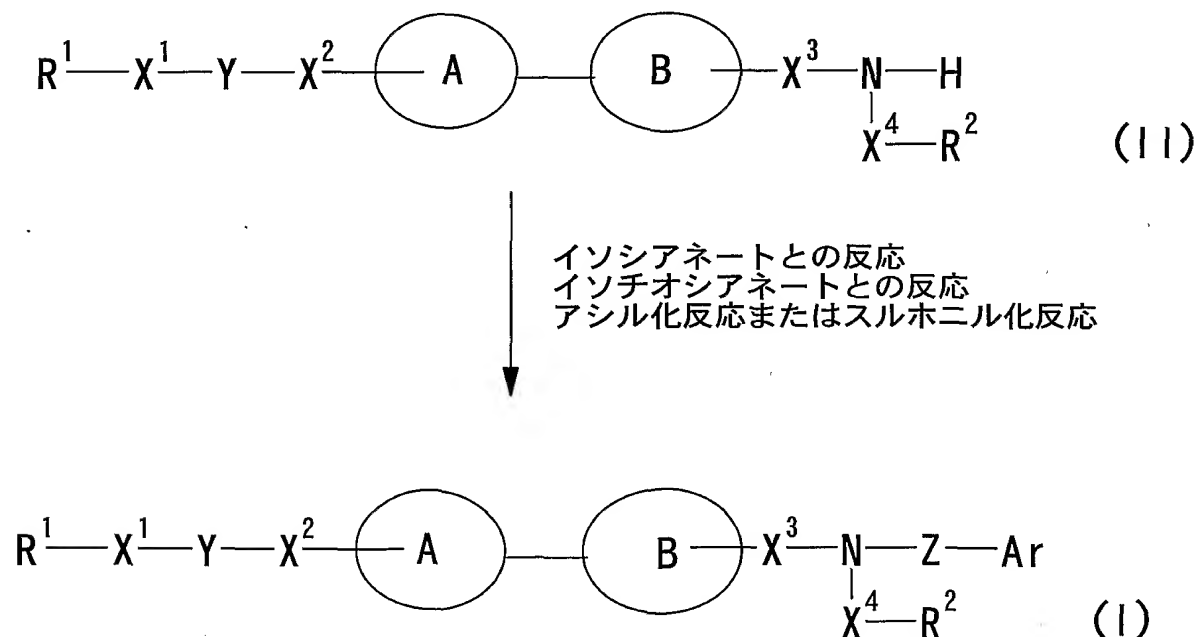 R¹—X¹—Y—X²—A—B—X³—N—H
X⁴—R²
(II)
イソシアネートとの反応
イソチオシアネートとの反応
アシル化反応またはスルホニル化反応
R¹—X¹—Y—X²—A—B—X³—N—Z—Ar
X⁴—R²
(I)